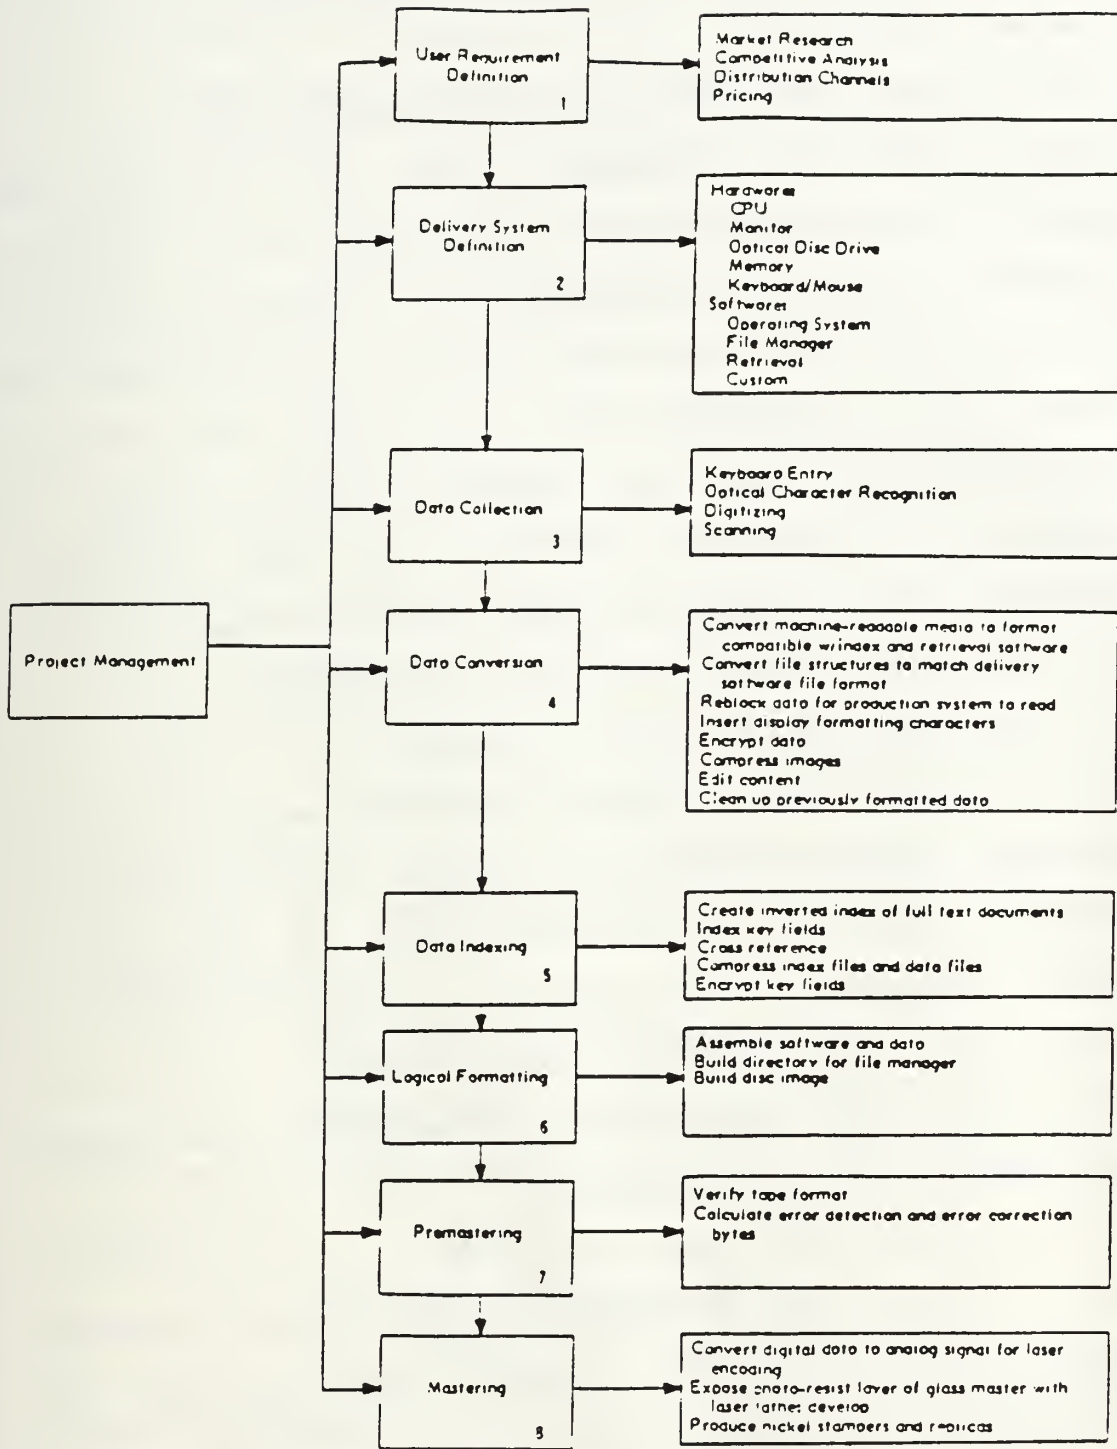 User Requirement
Definition
1
Market Research
Competitive Analysis
Distribution Channels
Pricing
Delivery System
Definition
2
Hardwares
CPU
Monitor
Optical Disc Drive
Memory
Keyboard/Mouse
Softwares
Operating System
File Manager
Retrieval
Custom
Data Collection
3
Keyboard Entry
Optical Character Recognition
Digitizing
Scanning
Project Management
Data Conversion
4
Convert machine-readable media to format
compatible w/index and retrieval software
Convert file structures to match delivery
software file format
Reblock data for production system to read
Insert display formatting characters
Encrypt data
Compress images
Edit content
Clean up previously formatted data
Data Indexing
5
Create inverted index of full text documents
Index key fields
Cross reference
Compress index files and data files
Encrypt key fields
Logical Formatting
6
Assemble software and data
Build directory for file manager
Build disc image
Premastering
7
Verify tape format
Calculate error detection and error correction
bytes
Mastering
8
Convert digital data to analog signal for laser
encoding
Expose photo-resist layer of glass master with
laser develop
Produce nickel stampers and replicas